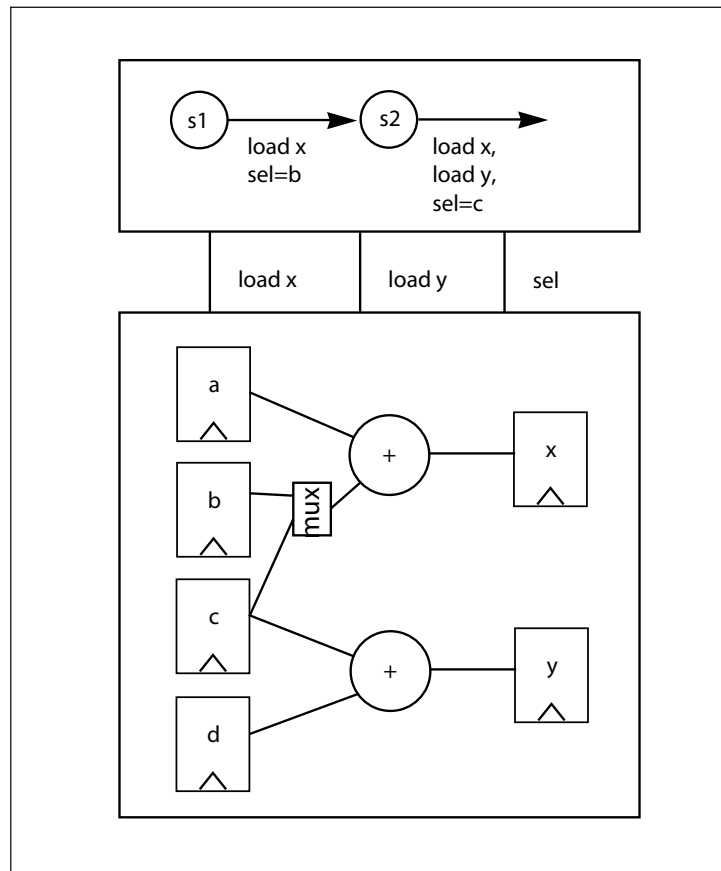 s1
s2
load x
sel=b
load x,
load y,
sel=c
load x
load y
sel
a
x
+
b
mux
c
+
y
d